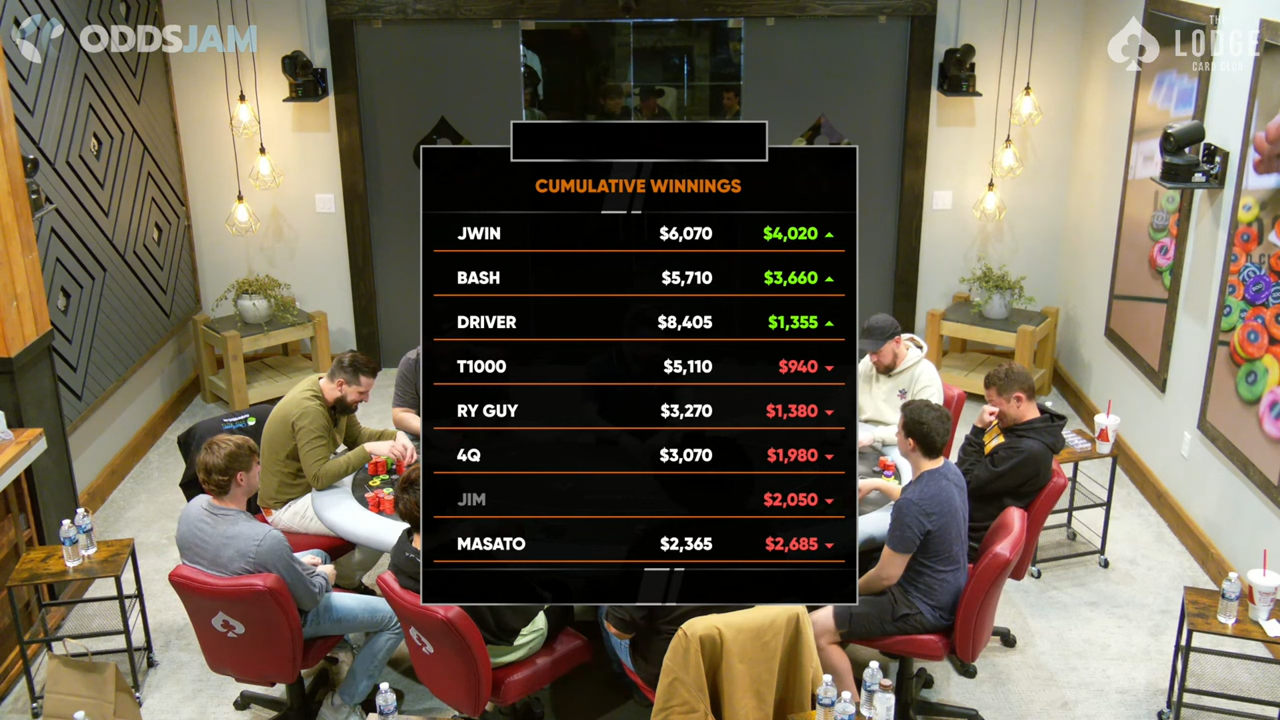 ODDSJAM
THE
LODGE
CARD CLUB
CUMULATIVE WINNINGS
JWIN $6,070 $4,020
BASH $5,710 $3,660
DRIVER $8,405 $1,355
T1000 $5,110 $940
RY GUY $3,270 $1,380
4Q $3,070 $1,980
JIM $2,050
MASATO $2,365 $2,685